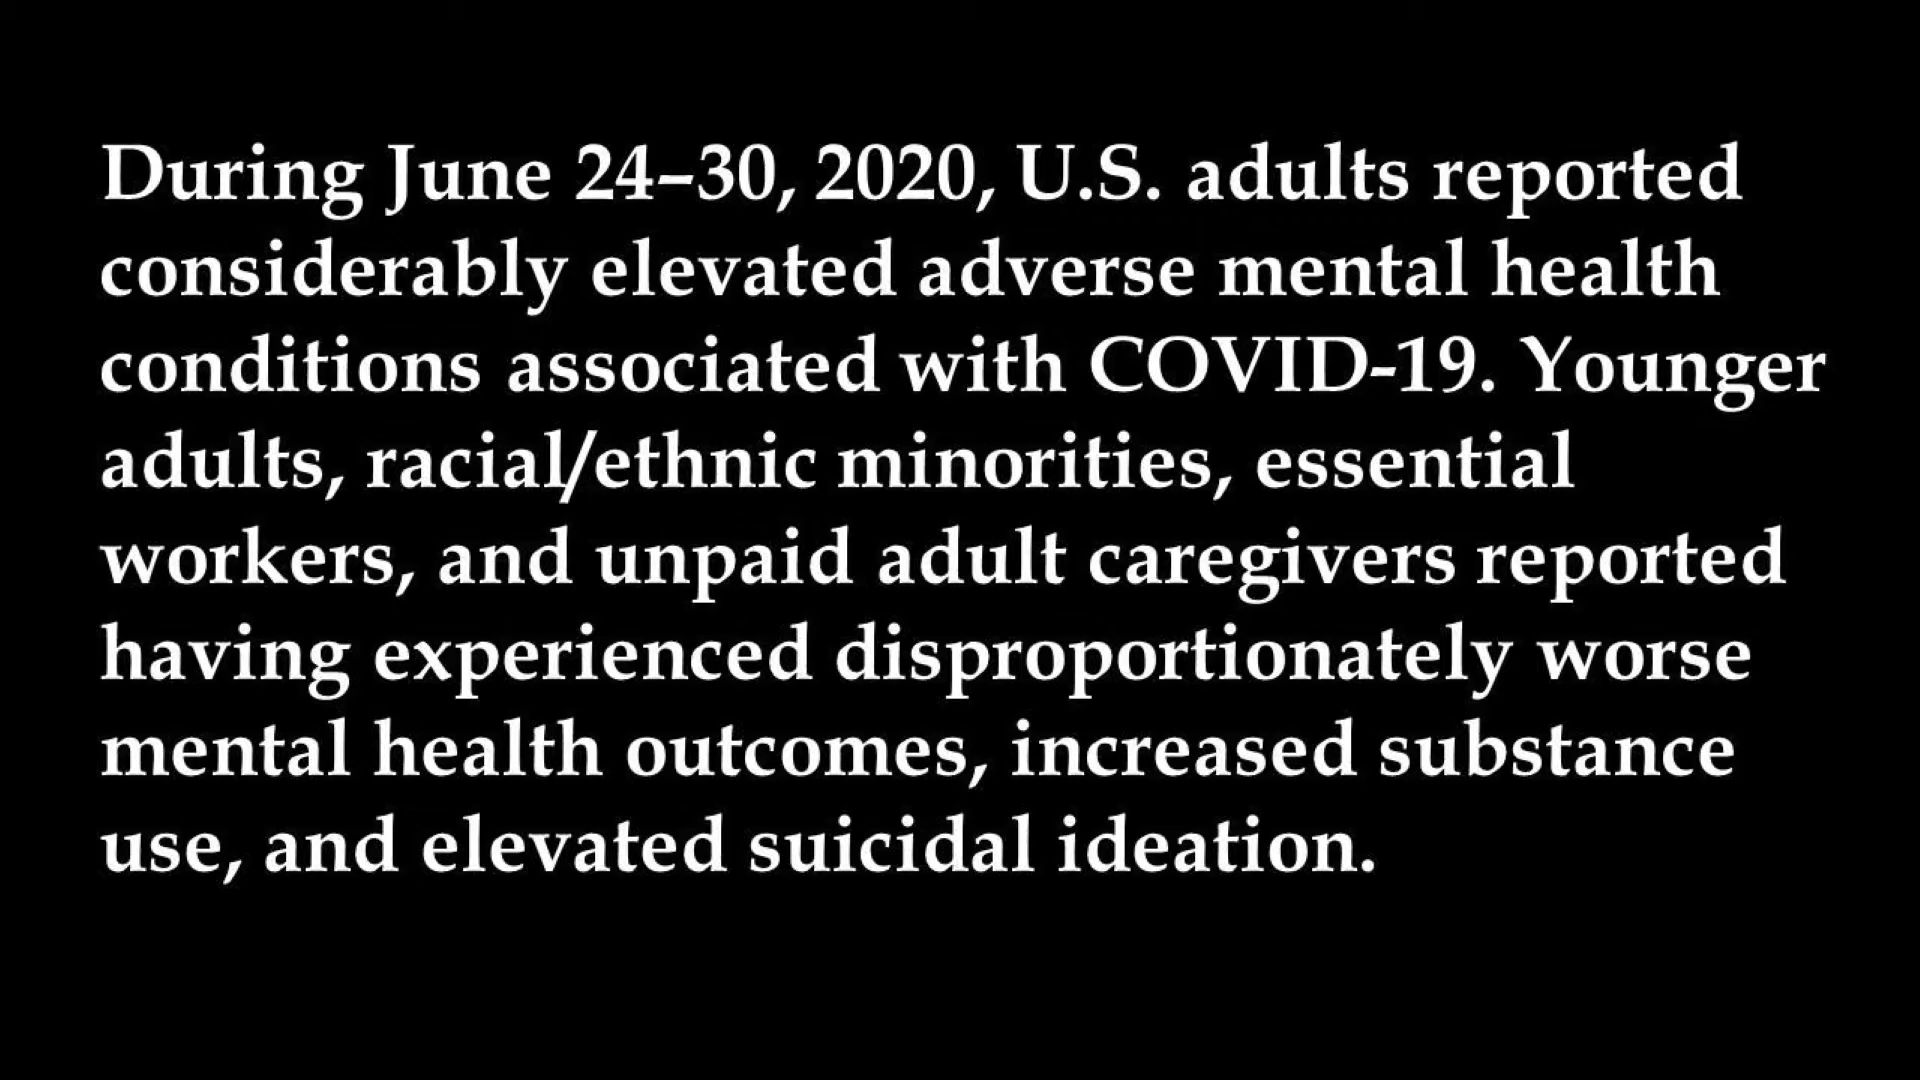 During June 24–30, 2020, U.S. adults reported
considerably elevated adverse mental health
conditions associated with COVID-19. Younger
adults, racial/ethnic minorities, essential
workers, and unpaid adult caregivers reported
having experienced disproportionately worse
mental health outcomes, increased substance
use, and elevated suicidal ideation.